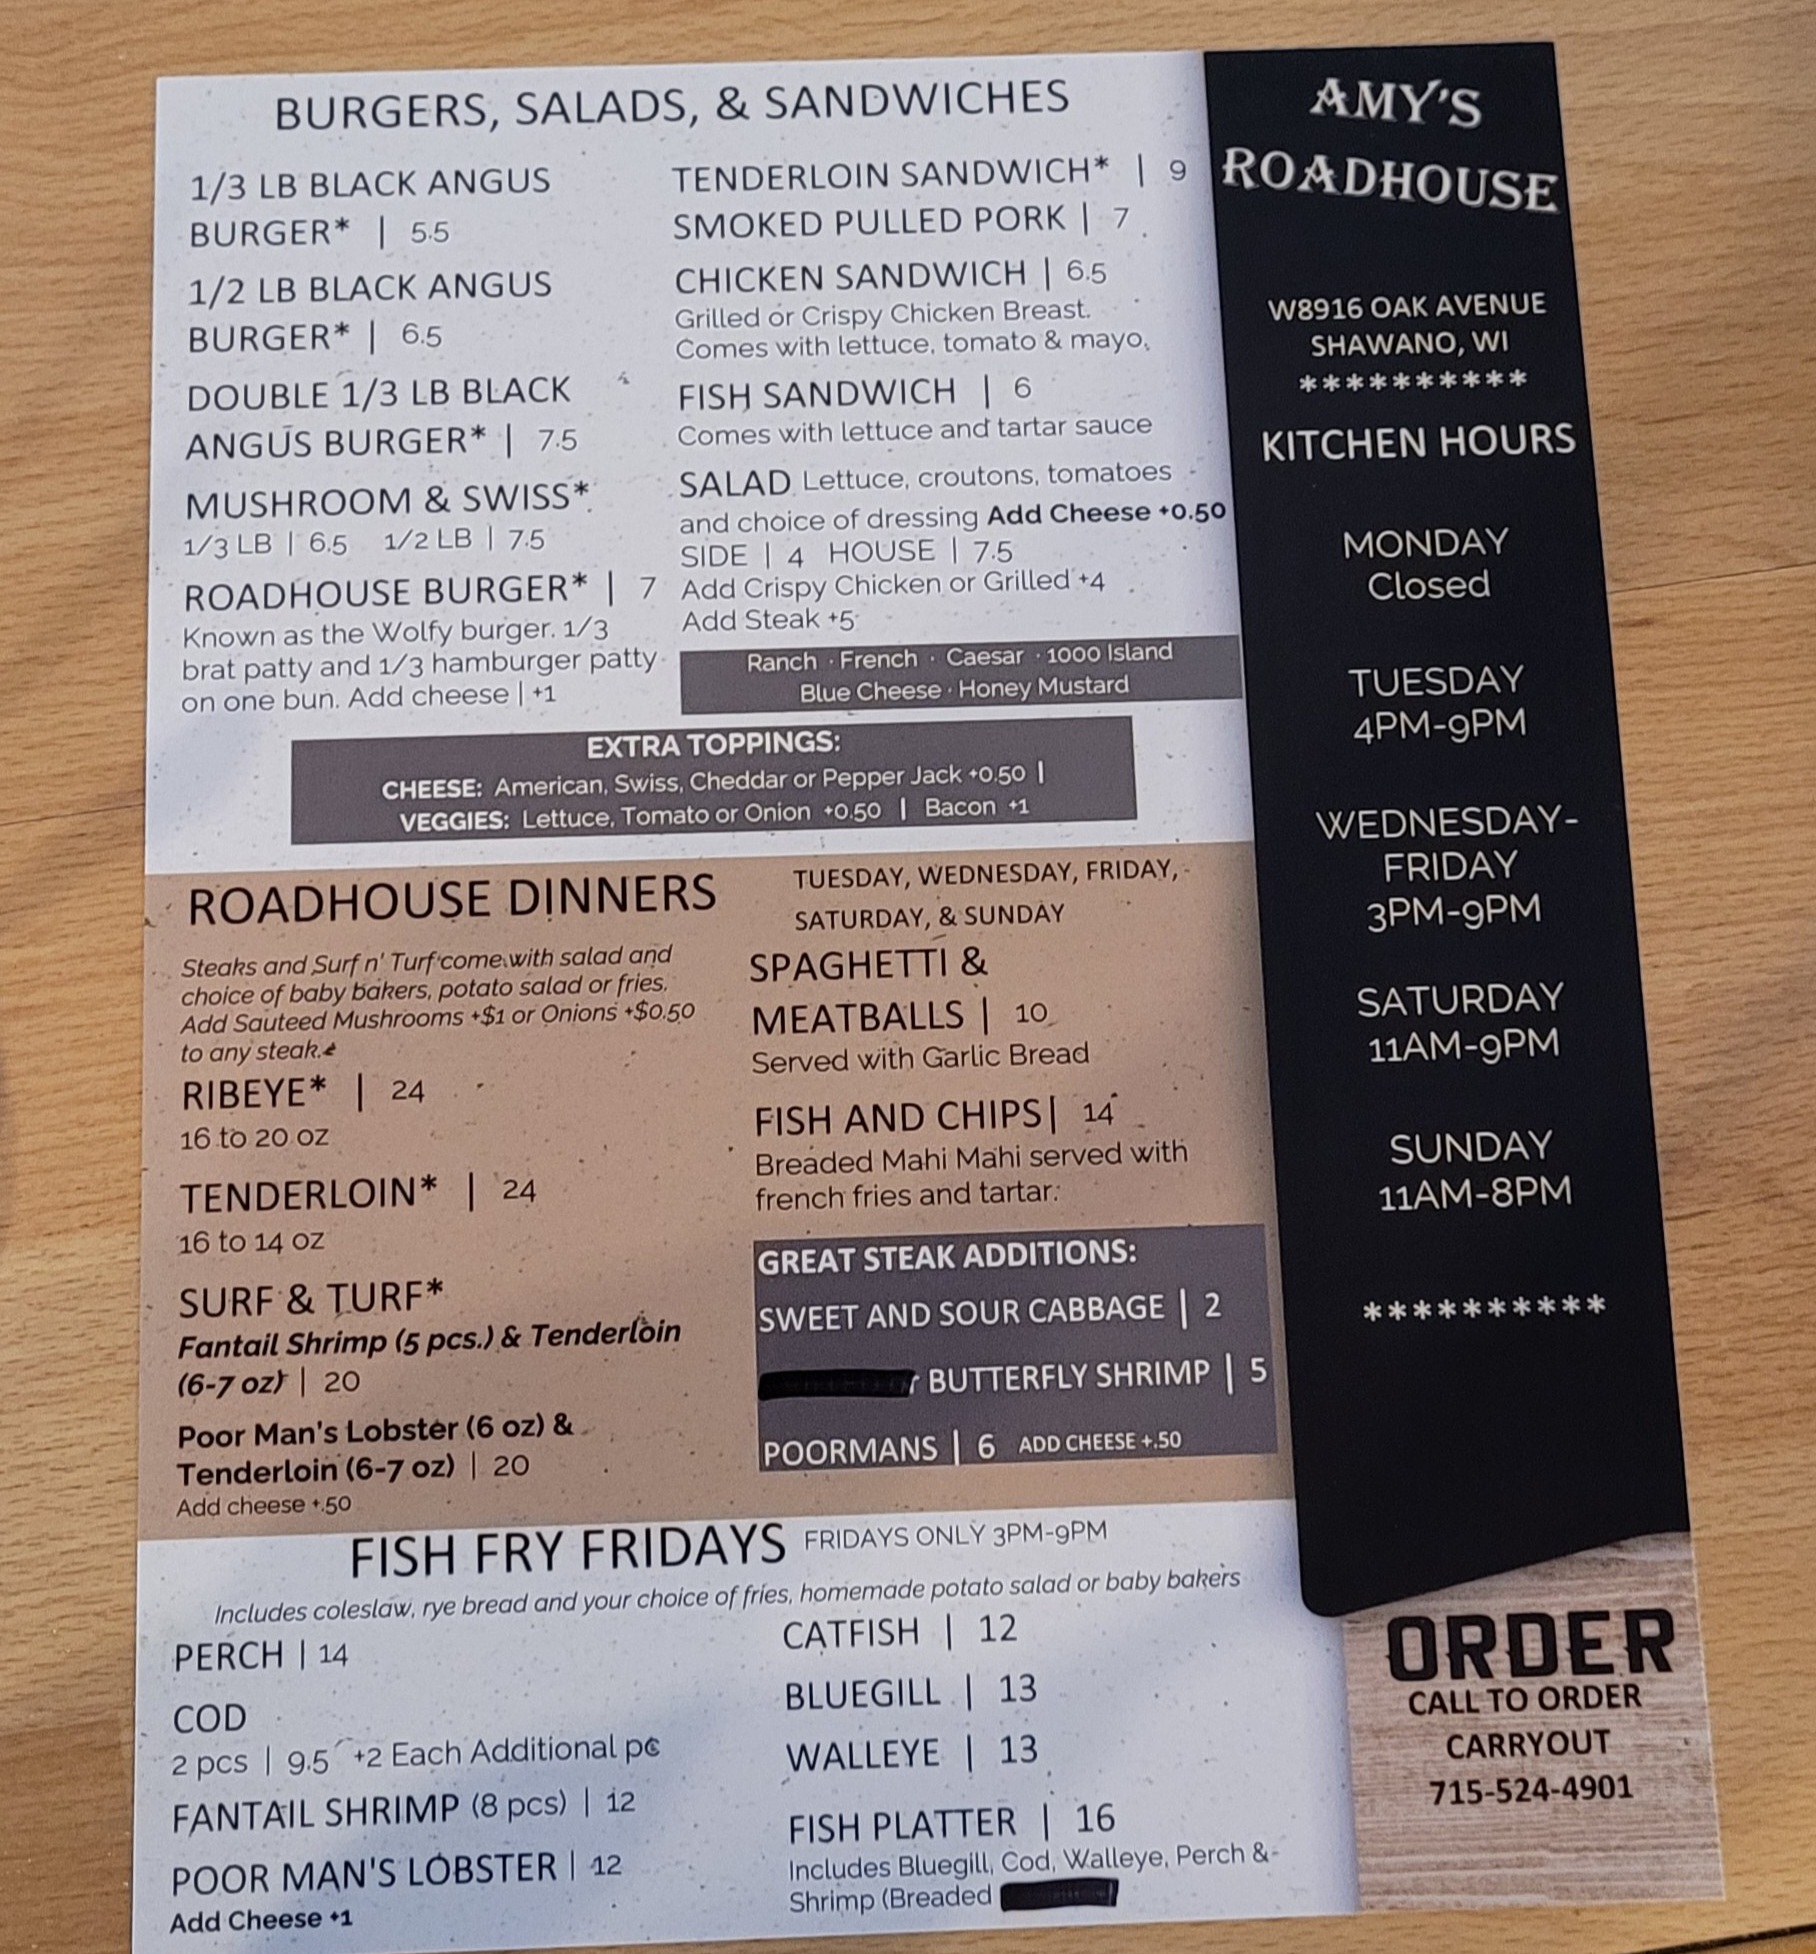 BURGERS, SALADS, & SANDWICHES
1/3 LB BLACK ANGUS
BURGER* | 5.5
1/2 LB BLACK ANGUS
BURGER* | 6.5
DOUBLE 1/3 LB BLACK
ANGUS BURGER* | 7.5
MUSHROOM & SWISS*
1/3 LB | 6.5 1/2 LB | 7.5
ROADHOUSE BURGER* | 7
Known as the Wolfy burger. 1/3
brat patty and 1/3 hamburger patty
on one bun. Add cheese | +1
TENDERLOIN SANDWICH* | 9
SMOKED PULLED PORK | 7
CHICKEN SANDWICH | 6.5
Grilled or Crispy Chicken Breast.
Comes with lettuce, tomato & mayo.
FISH SANDWICH | 6
Comes with lettuce and tartar sauce
SALAD Lettuce, croutons, tomatoes
and choice of dressing Add Cheese +0.50
SIDE | 4 HOUSE | 7.5
Add Crispy Chicken or Grilled +4
Add Steak +5
Ranch · French · Caesar · 1000 Island
Blue Cheese · Honey Mustard
EXTRA TOPPINGS:
CHEESE: American, Swiss, Cheddar or Pepper Jack +0.50 |
VEGGIES: Lettuce, Tomato or Onion +0.50 | Bacon +1
ROADHOUSE DINNERS
Steaks and Surf n' Turf come with salad and
choice of baby bakers, potato salad or fries.
Add Sauteed Mushrooms +$1 or Onions +$0.50
to any steak.
RIBEYE* | 24
16 to 20 oz
TENDERLOIN* | 24
16 to 14 oz
SURF & TURF*
Fantail Shrimp (5 pcs.) & Tenderloin
(6-7 oz) | 20
Poor Man's Lobster (6 oz) &
Tenderloin (6-7 oz) | 20
Add cheese +.50
TUESDAY, WEDNESDAY, FRIDAY,
SATURDAY, & SUNDAY
SPAGHETTI &
MEATBALLS | 10
Served with Garlic Bread
FISH AND CHIPS| 14
Breaded Mahi Mahi served with
french fries and tartar.
GREAT STEAK ADDITIONS:
SWEET AND SOUR CABBAGE | 2
BUTTERFLY SHRIMP | 5
POORMANS | 6 ADD CHEESE +.50
FISH FRY FRIDAYS FRIDAYS ONLY 3PM-9PM
Includes coleslaw, rye bread and your choice of fries, homemade potato salad or baby bakers
PERCH | 14
COD
2 pcs | 9.5 +2 Each Additional pc
FANTAIL SHRIMP (8 pcs) | 12
POOR MAN'S LOBSTER | 12
Add Cheese +1
CATFISH | 12
BLUEGILL | 13
WALLEYE | 13
FISH PLATTER | 16
Includes Bluegill, Cod, Walleye, Perch &
Shrimp (Breaded
AMY'S
ROADHOUSE
W8916 OAK AVENUE
SHAWANO, WI
**********
KITCHEN HOURS
MONDAY
Closed
TUESDAY
4PM-9PM
WEDNESDAY-
FRIDAY
3PM-9PM
SATURDAY
11AM-9PM
SUNDAY
11AM-8PM
**********
ORDER
CALL TO ORDER
CARRYOUT
715-524-4901